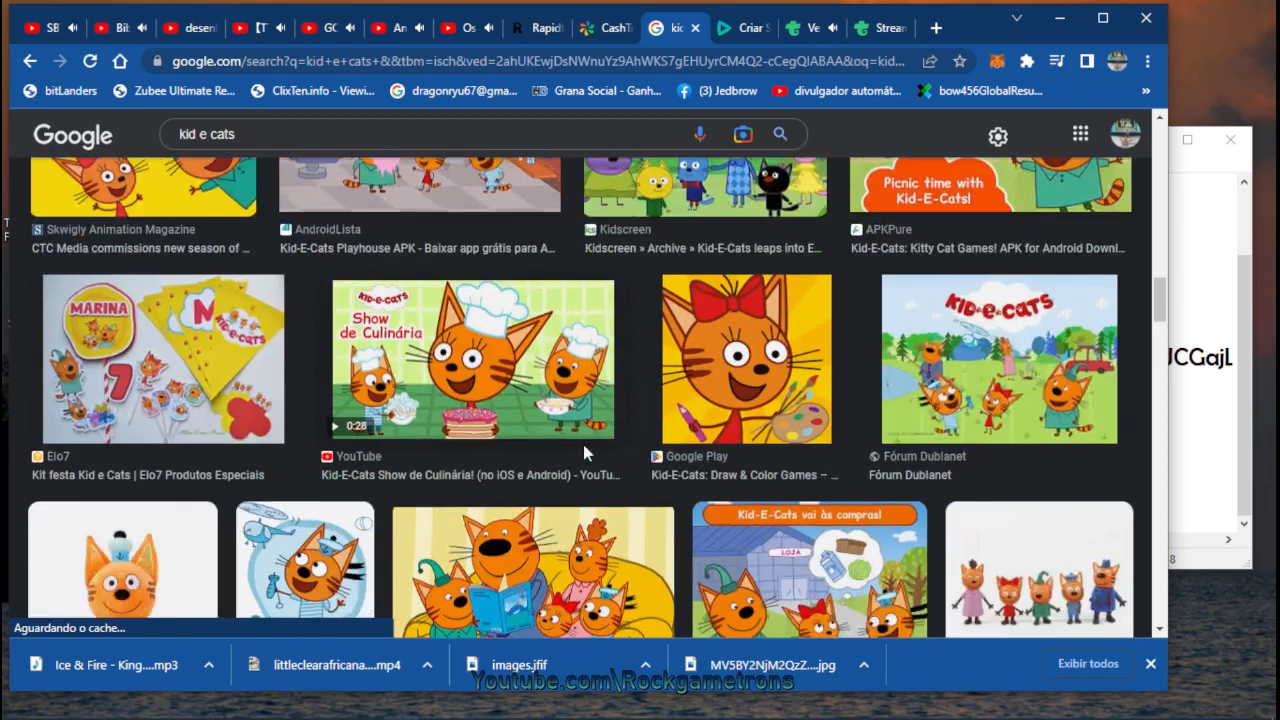 SB
Bib
desen
[T
GC
An
Os
Rapidt
CashT
kic
Criar S
Ve
Stream
google.com/search?q=kid+e+cats+&&tbm=isch&ved=2ahUKEwjDsNWnuYz9AhWKS7gEHUyrCM4Q2-cCegQIABAA&oq=kid...
bitLanders
Zubee Ultimate Re...
ClixTen.info - Viewi...
dragonryu67@gma...
Grana Social - Ganh...
(3) Jedbrow
divulgador automát...
bow456GlobalResu...
»
Google
kid e cats
Picnic time with
Kid-E-Cats!
Skwigly Animation Magazine
AndroidLista
Kidscreen
APKPure
CTC Media commissions new season of ...
Kid-E-Cats Playhouse APK - Baixar app grátis para A...
Kidscreen » Archive » Kid-E-Cats leaps into E...
Kid-E-Cats: Kitty Cat Games! APK for Android Downl...
MARINA
M
KID-E-CATS
7
KID-E-CATS
Show
de Culinária
0:28
KID-E-CATS
UCGajL
Elo7
YouTube
Google Play
Fórum Dublanet
Kit festa Kid e Cats | Elo7 Produtos Especiais
Kid-E-Cats Show de Culinária! (no iOS e Android) - YouTu...
Kid-E-Cats: Draw & Color Games – ...
Fórum Dublanet
Kid-E-Cats vai às compras!
LOJA
8
Aguardando o cache...
Ice & Fire - King....mp3
littleclearafricana....mp4
images.jfif
MV5BY2NjM2QzZ....jpg
Exibir todos
Youtube.com\Rockgametrons